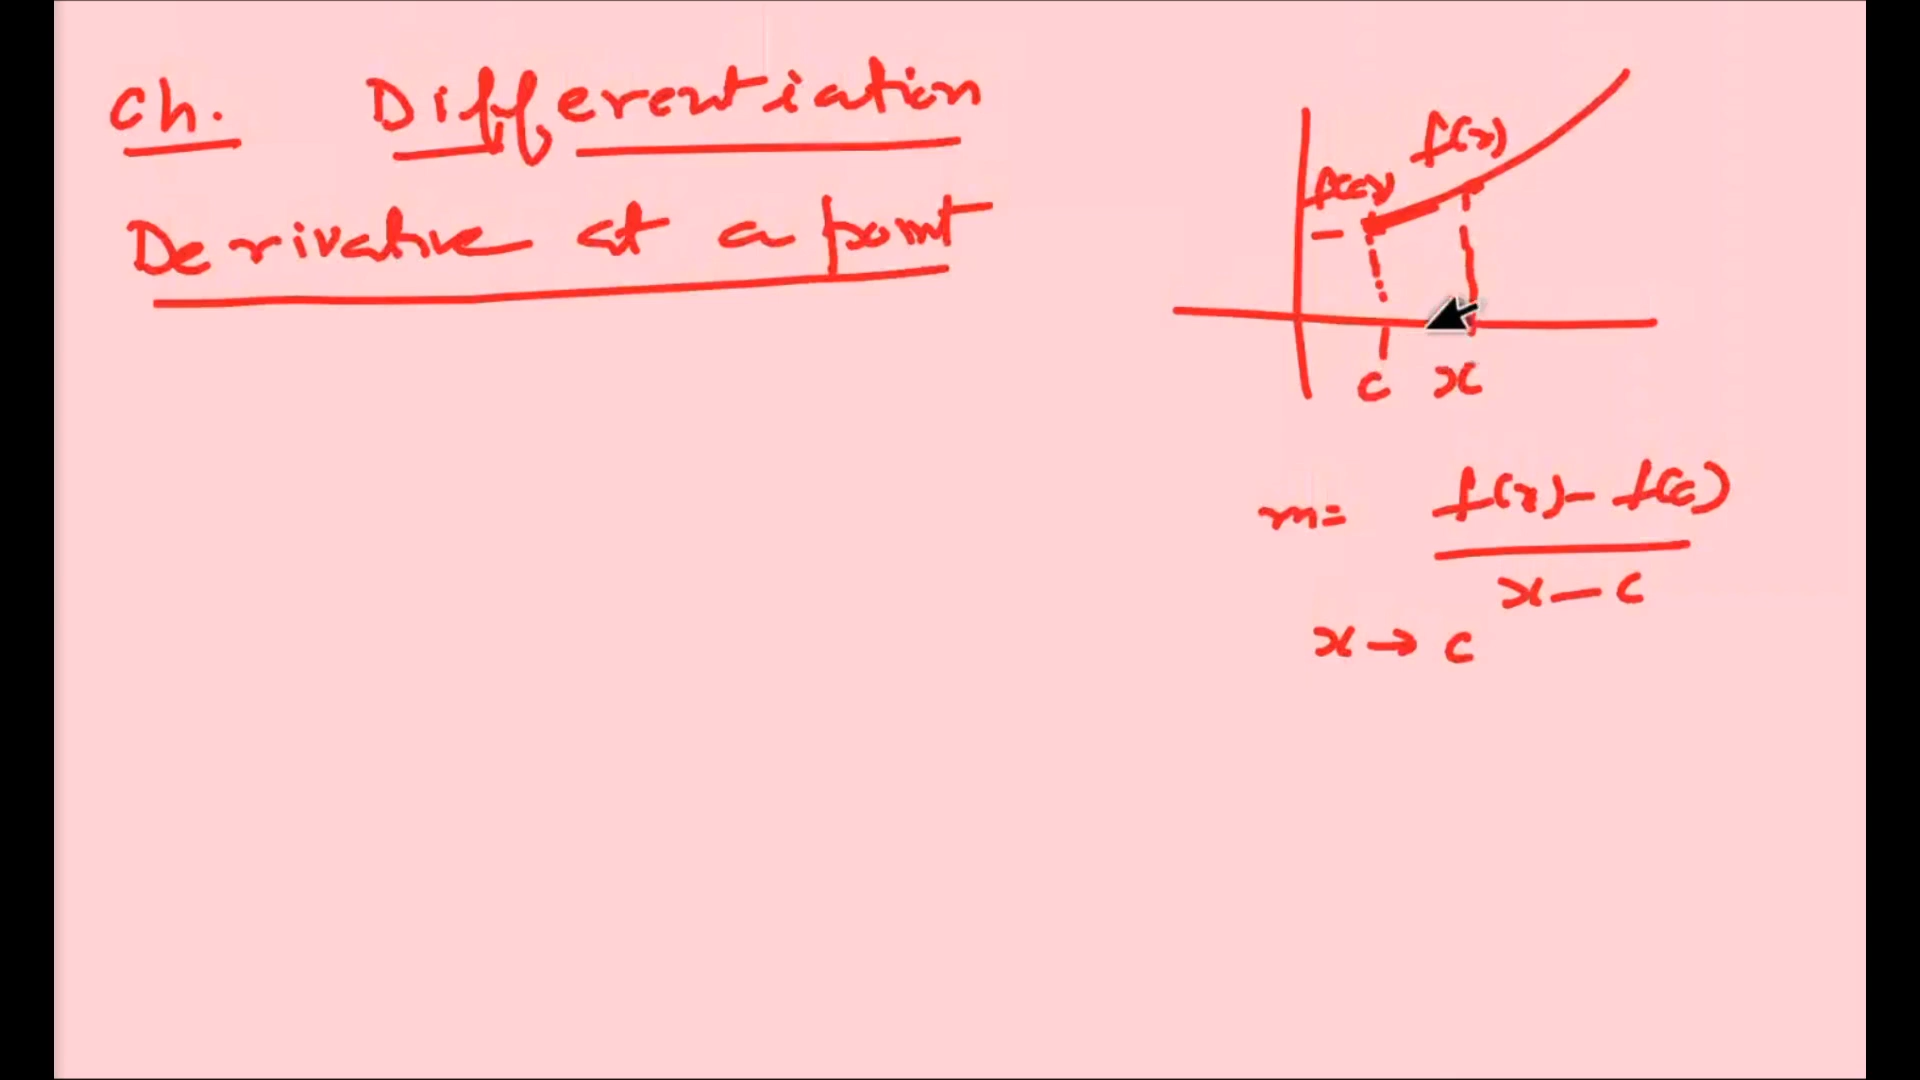 Ch. Differentiation
Derivative at a point
f(x)
f(c)
c x
m = f(x) - f(c) / x - c
x → c